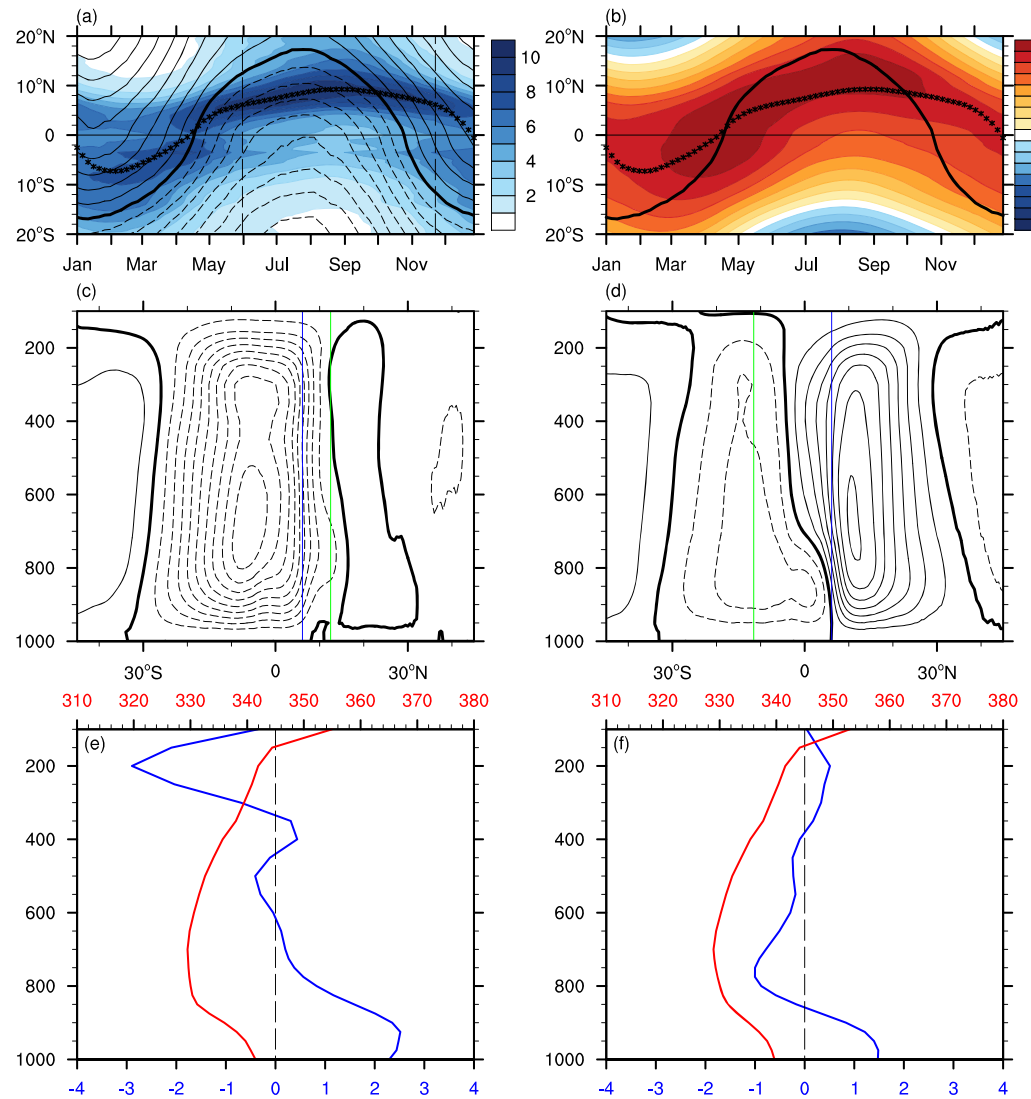 (a) (b)
20°N 20°N
10 8 6 4 2
10°N 10°N
0 0
10°S 10°S
20°S 20°S
Jan Mar May Jul Sep Nov Jan Mar May Jul Sep Nov
(c) (d)
200 200
400 400
600 600
800 800
1000 1000
30°S 0 30°N 30°S 0 30°N
310 320 330 340 350 360 370 380 310 320 330 340 350 360 370 380
(e) (f)
200 200
400 400
600 600
800 800
1000 1000
-4 -3 -2 -1 0 1 2 3 4 -4 -3 -2 -1 0 1 2 3 4